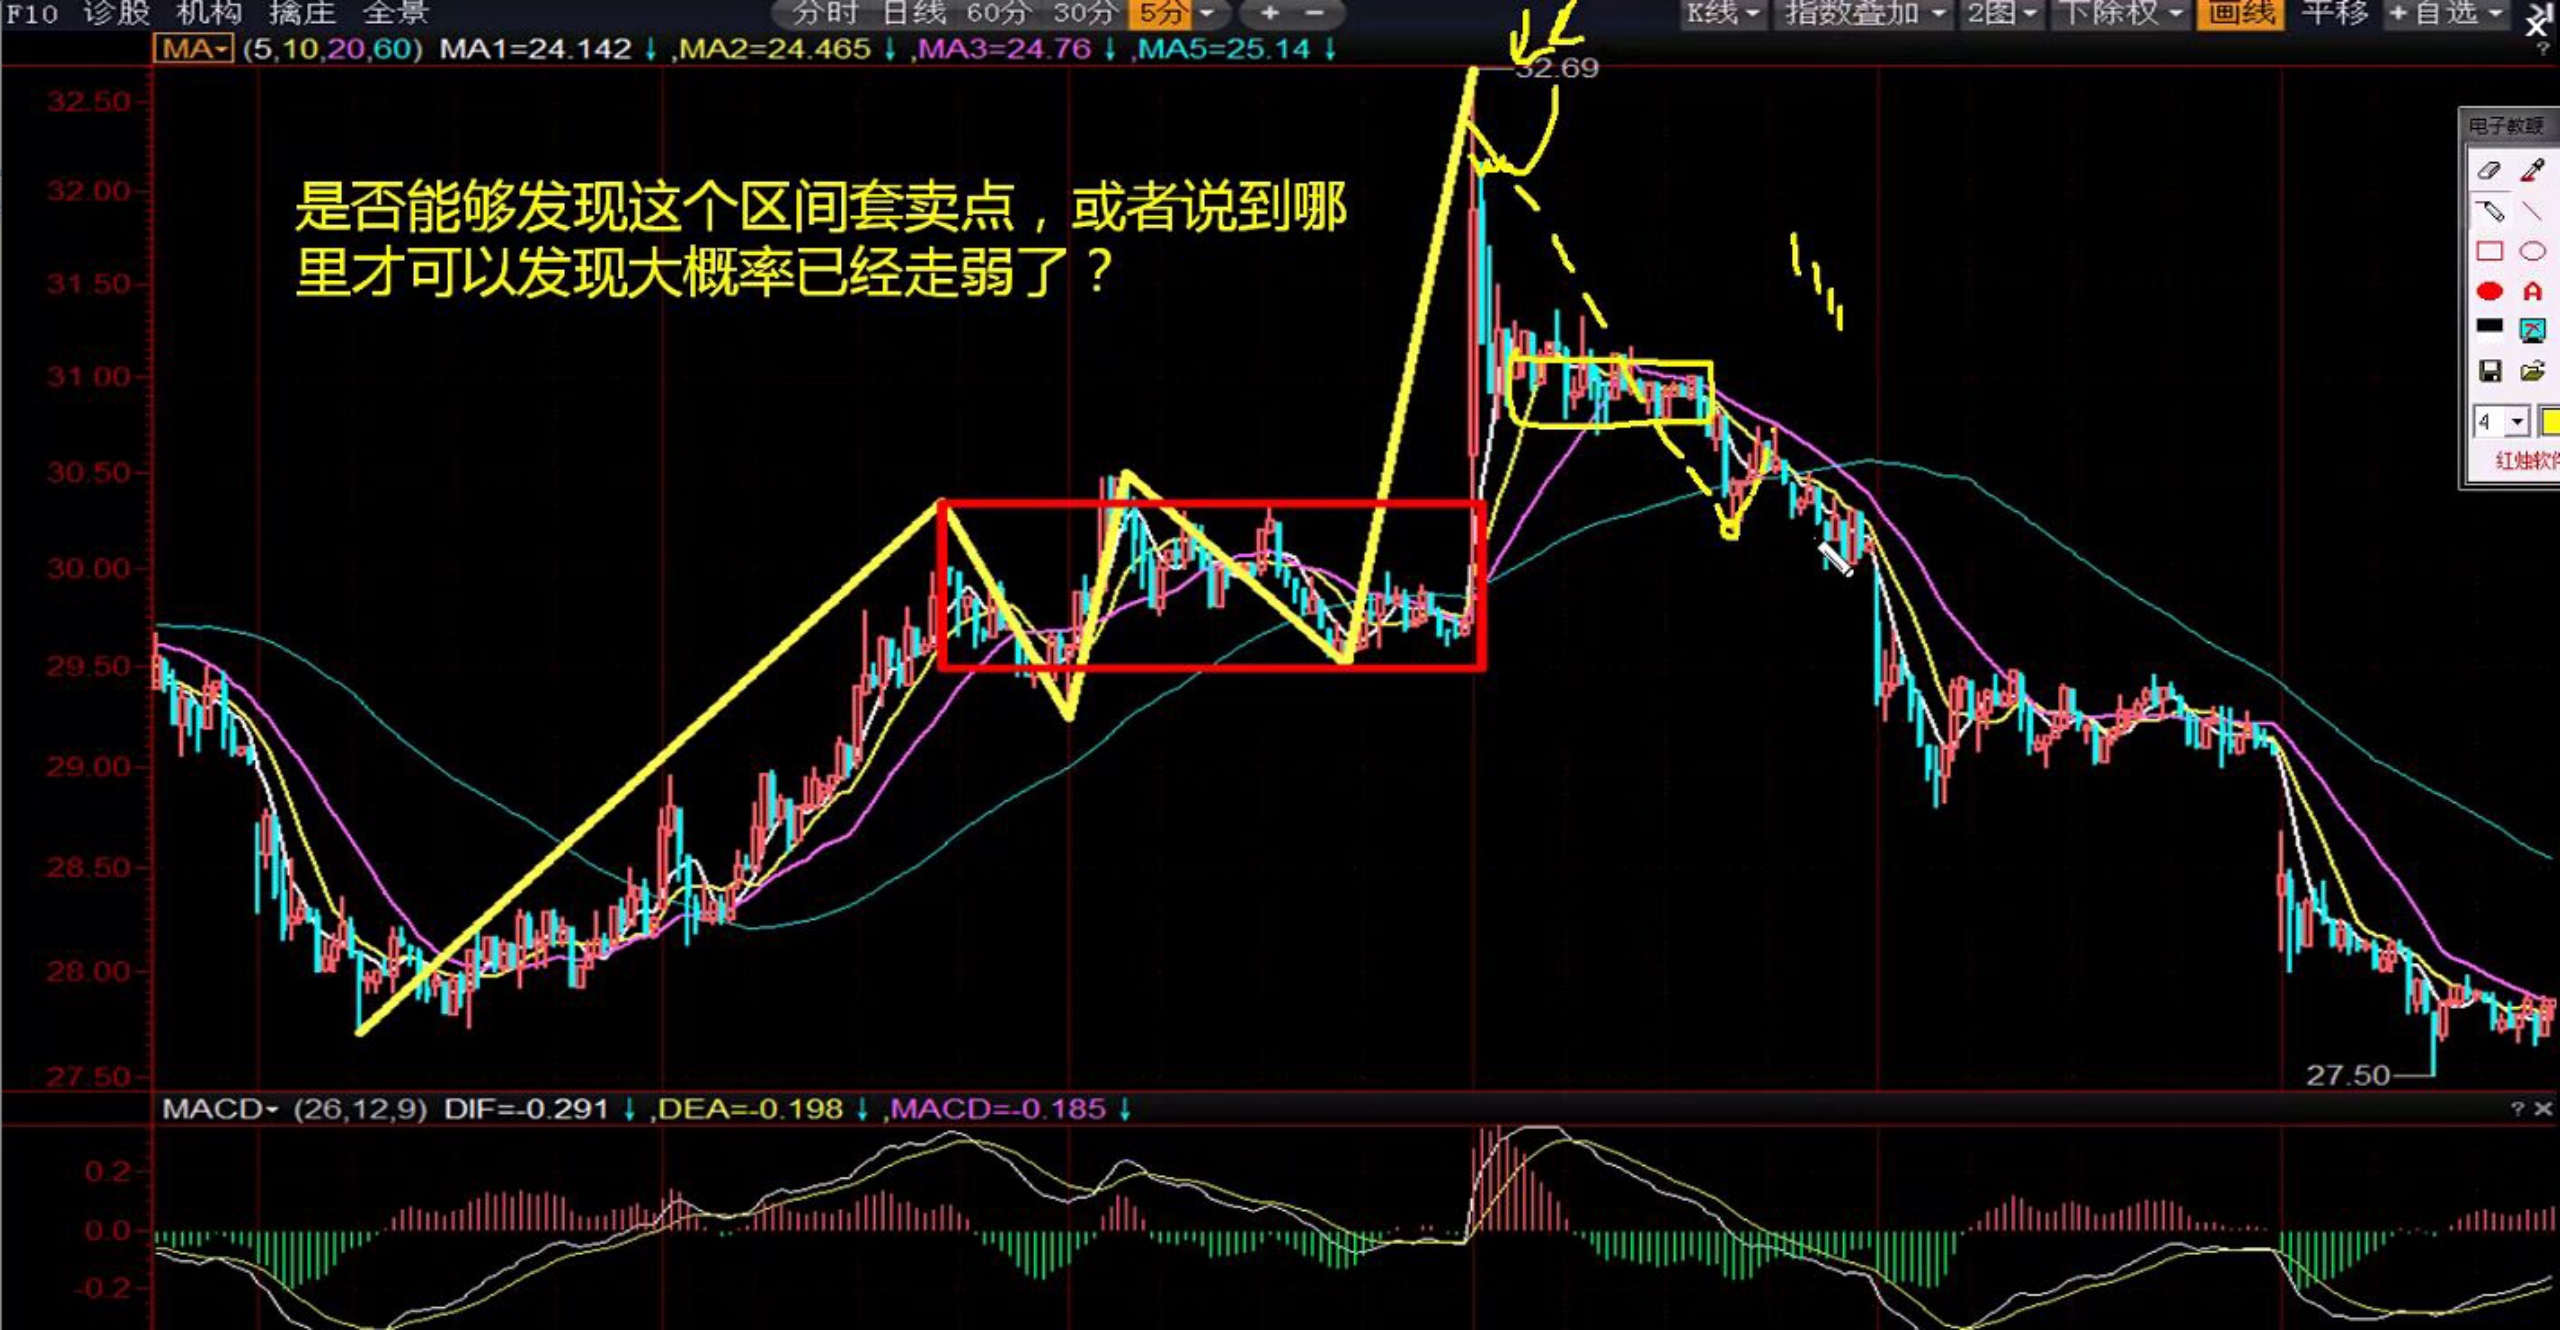 F10 诊股 机构 擒庄 全景 分时 日线 60分 30分 5分 + - K线 指数叠加 2图 下除权 画线 平移 +自选
MA (5,10,20,60) MA1=24.142 ↓ ,MA2=24.465 ↓ ,MA3=24.76 ↓ ,MA5=25.14 ↓ ?
32.69
32.50
电子教鞭
32.00
是否能够发现这个区间套卖点，或者说到哪
里才可以发现大概率已经走弱了？
31.50
A
31.00
4
30.50
红烛软件
30.00
29.50
29.00
28.50
28.00
27.50
27.50
MACD (26,12,9) DIF=-0.291 ↓ ,DEA=-0.198 ↓ ,MACD=-0.185 ↓ ? ×
0.2
0.0
-0.2